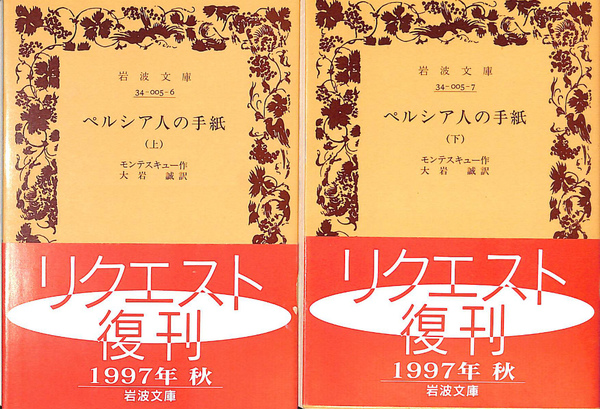 岩波文庫
34-005-6
ペルシア人の手紙
(上)
モンテスキュー作
大岩 誠訳
リクエスト
復刊
1997年 秋
岩波文庫
岩波文庫
34-005-7
ペルシア人の手紙
(下)
モンテスキュー作
大岩 誠訳
リクエスト
復刊
1997年 秋
岩波文庫